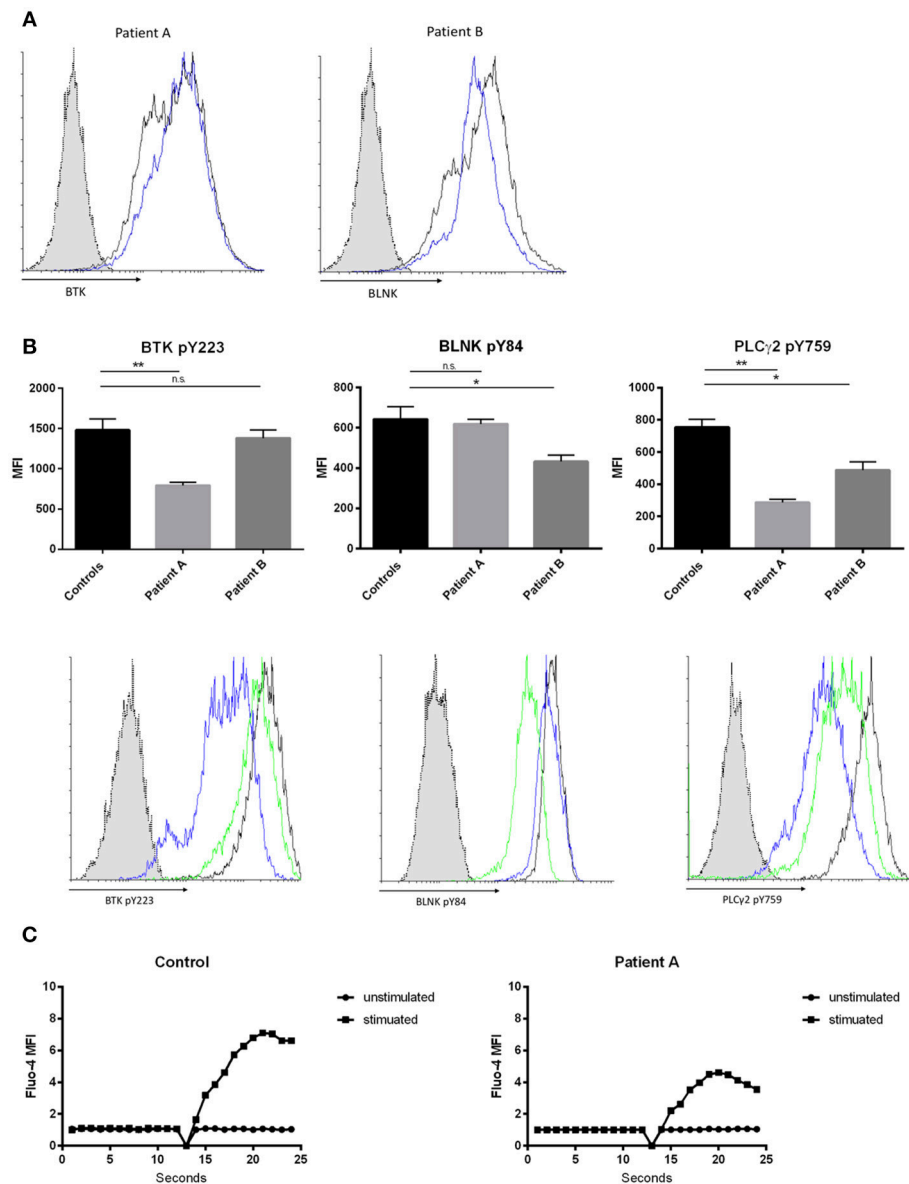 A
Patient A
Patient B
BTK
BLNK
B
BTK pY223
**
n.s.
2000
1500
1000
500
0
MFI
Controls
Patient A
Patient B
BLNK pY84
n.s.
*
800
600
400
200
0
MFI
Controls
Patient A
Patient B
PLCγ2 pY759
**
*
1000
800
600
400
200
0
MFI
Controls
Patient A
Patient B
BTK pY223
BLNK pY84
PLCγ2 pY759
C
Control
10
8
6
4
2
0
Fluo-4 MFI
0 5 10 15 20 25
Seconds
unstimulated
stimuated
Patient A
10
8
6
4
2
0
Fluo-4 MFI
0 5 10 15 20 25
Seconds
unstimulated
stimuated